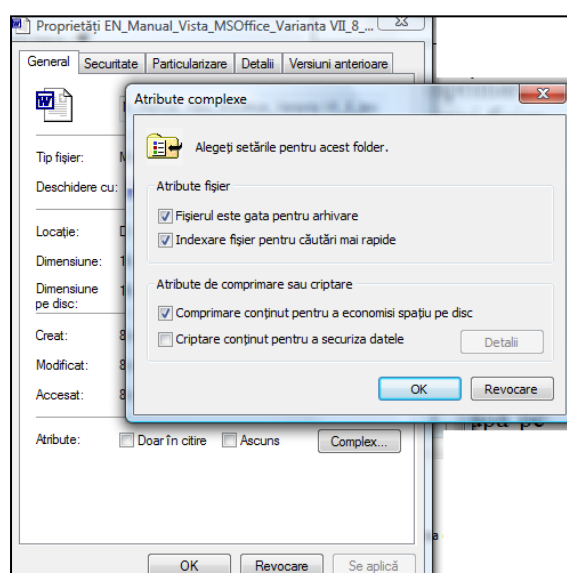 Proprietăți EN_Manual_Vista_MSOffice_Varianta VII_8_...
General Securitate Particularizare Detalii Versiuni anterioare
Atribute complexe
Alegeți setările pentru acest folder.
Tip fișier:
Deschidere cu:
Atribute fișier
Fișierul este gata pentru arhivare
Locație:
Indexare fișier pentru căutări mai rapide
Dimensiune:
Dimensiune
pe disc:
Atribute de comprimare sau criptare
Comprimare conținut pentru a economisi spațiu pe disc
Creat: 8
Criptare conținut pentru a securiza datele Detalii
Modificat: 8
Accesat: 8
OK Revocare
Atribute: Doar în citire Ascuns Complex...
OK Revocare Se aplică